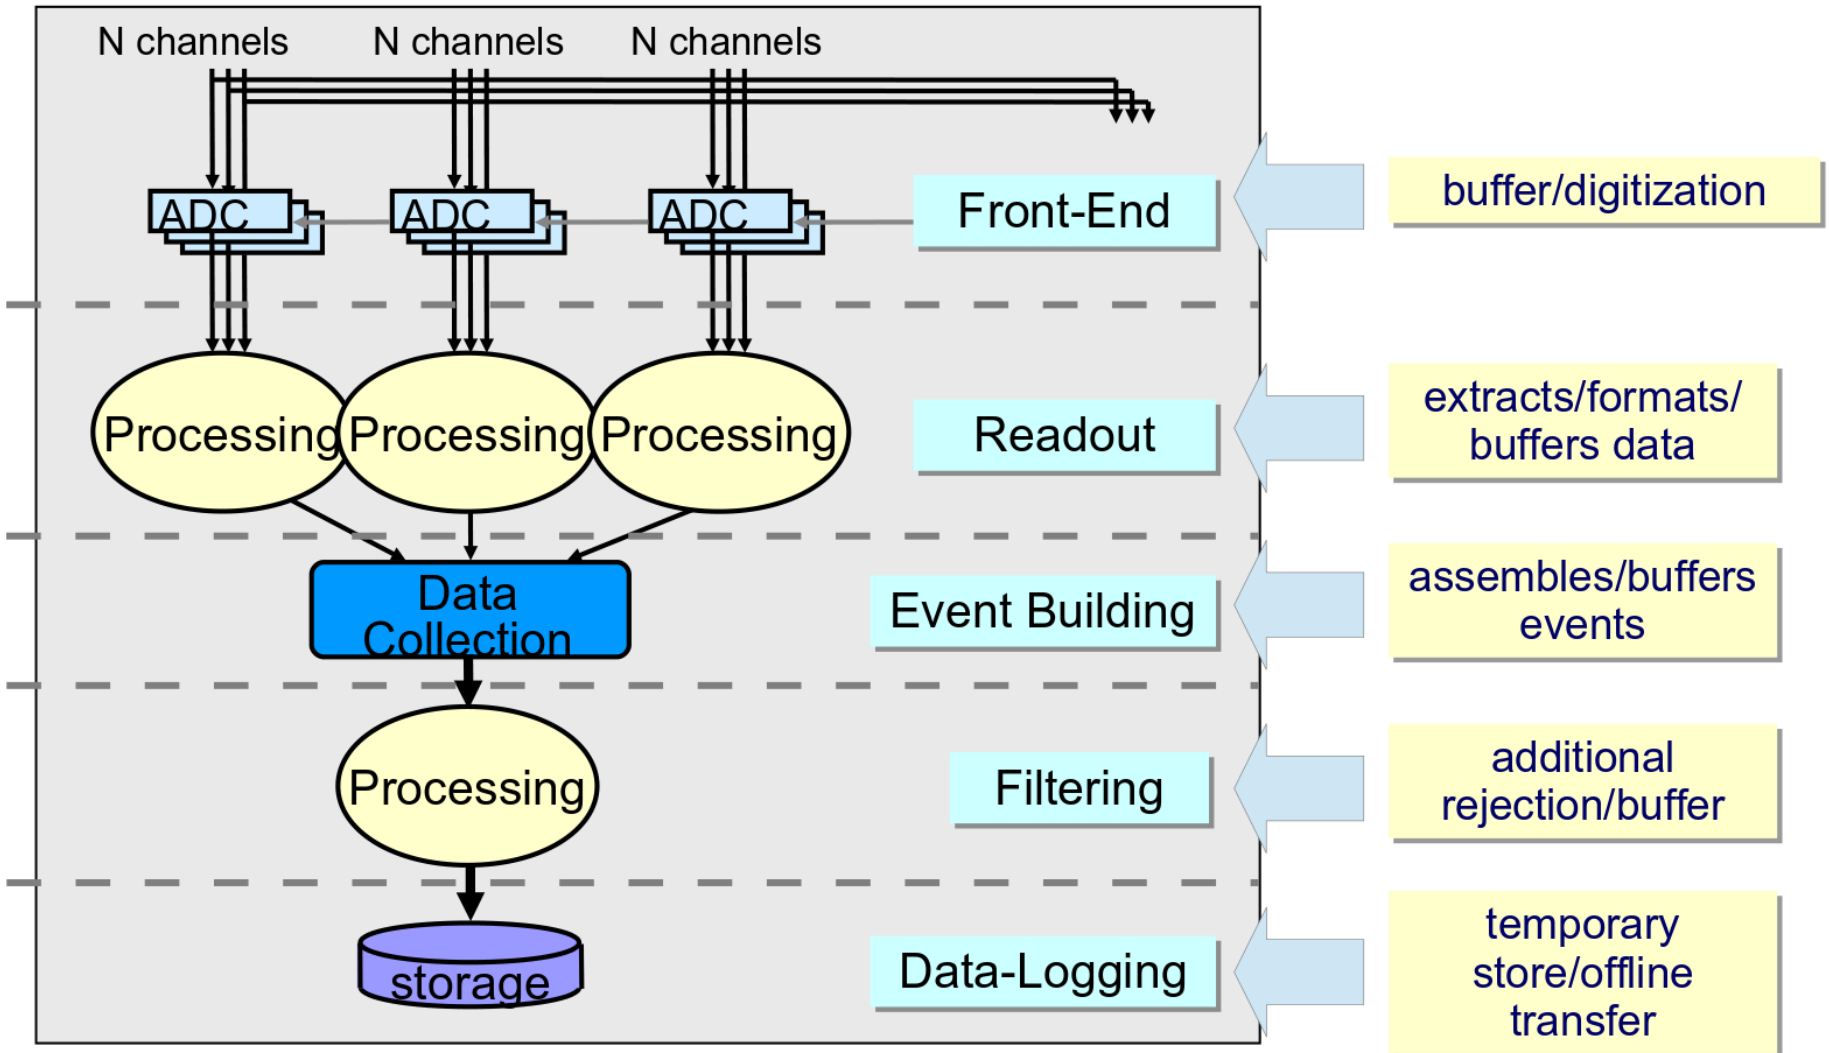 N channels
N channels
N channels
ADC
ADC
ADC
Front-End
buffer/digitization
Processing
Processing
Processing
Readout
extracts/formats/
buffers data
Data
Collection
Event Building
assembles/buffers
events
Processing
Filtering
additional
rejection/buffer
storage
Data-Logging
temporary
store/offline
transfer